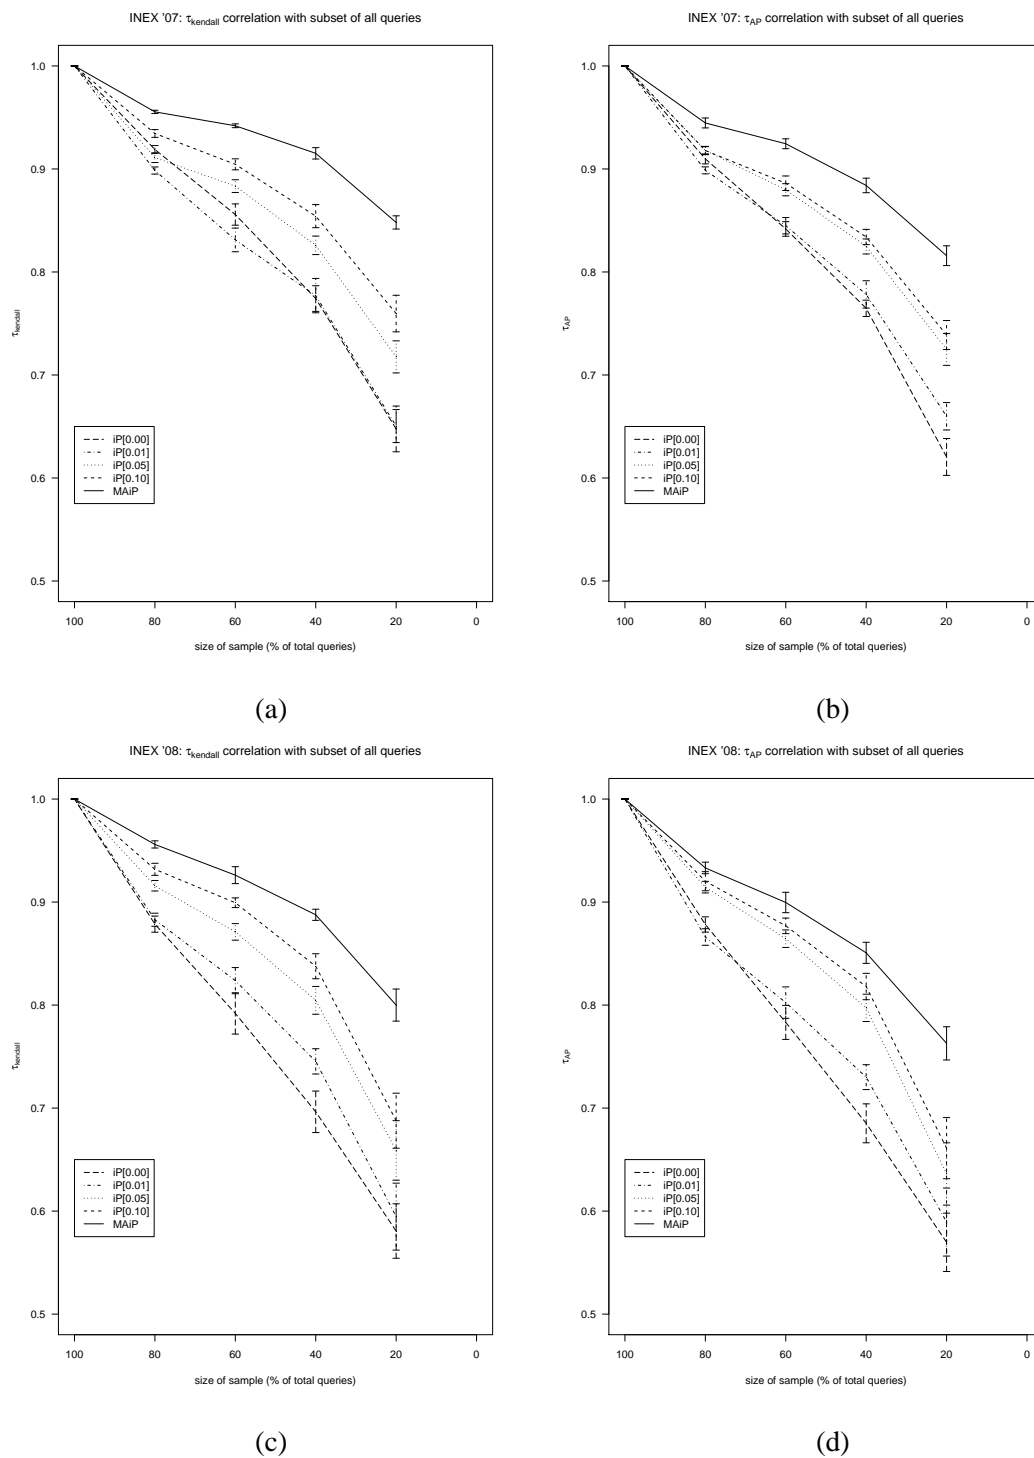 INEX '07: τkendall correlation with subset of all queries
1.0
0.9
0.8
0.7
0.6
0.5
τkendall
iP[0.00]
iP[0.01]
iP[0.05]
iP[0.10]
MAiP
100 80 60 40 20 0
size of sample (% of total queries)
(a)
INEX '07: τAP correlation with subset of all queries
1.0
0.9
0.8
0.7
0.6
0.5
τAP
iP[0.00]
iP[0.01]
iP[0.05]
iP[0.10]
MAiP
100 80 60 40 20 0
size of sample (% of total queries)
(b)
INEX '08: τkendall correlation with subset of all queries
1.0
0.9
0.8
0.7
0.6
0.5
τkendall
iP[0.00]
iP[0.01]
iP[0.05]
iP[0.10]
MAiP
100 80 60 40 20 0
size of sample (% of total queries)
(c)
INEX '08: τAP correlation with subset of all queries
1.0
0.9
0.8
0.7
0.6
0.5
τAP
iP[0.00]
iP[0.01]
iP[0.05]
iP[0.10]
MAiP
100 80 60 40 20 0
size of sample (% of total queries)
(d)